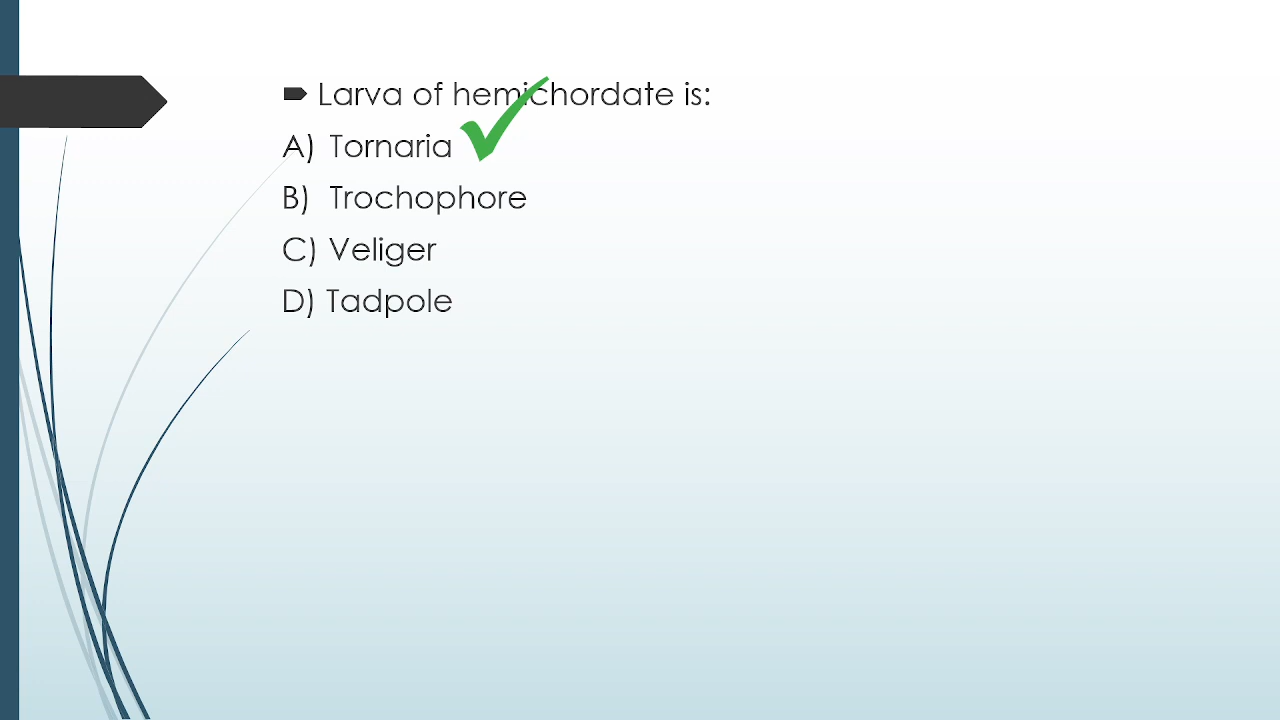 Larva of hemichordate is:
A) Tornaria
B) Trochophore
C) Veliger
D) Tadpole